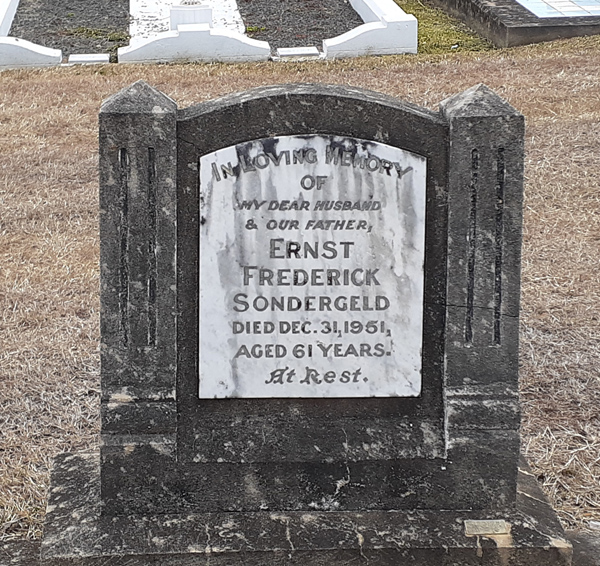 IN LOVING MEMORY
OF
MY DEAR HUSBAND
& OUR FATHER,
ERNST
FREDERICK
SONDERGELD
DIED DEC. 31, 1951,
AGED 61 YEARS.
At Rest.